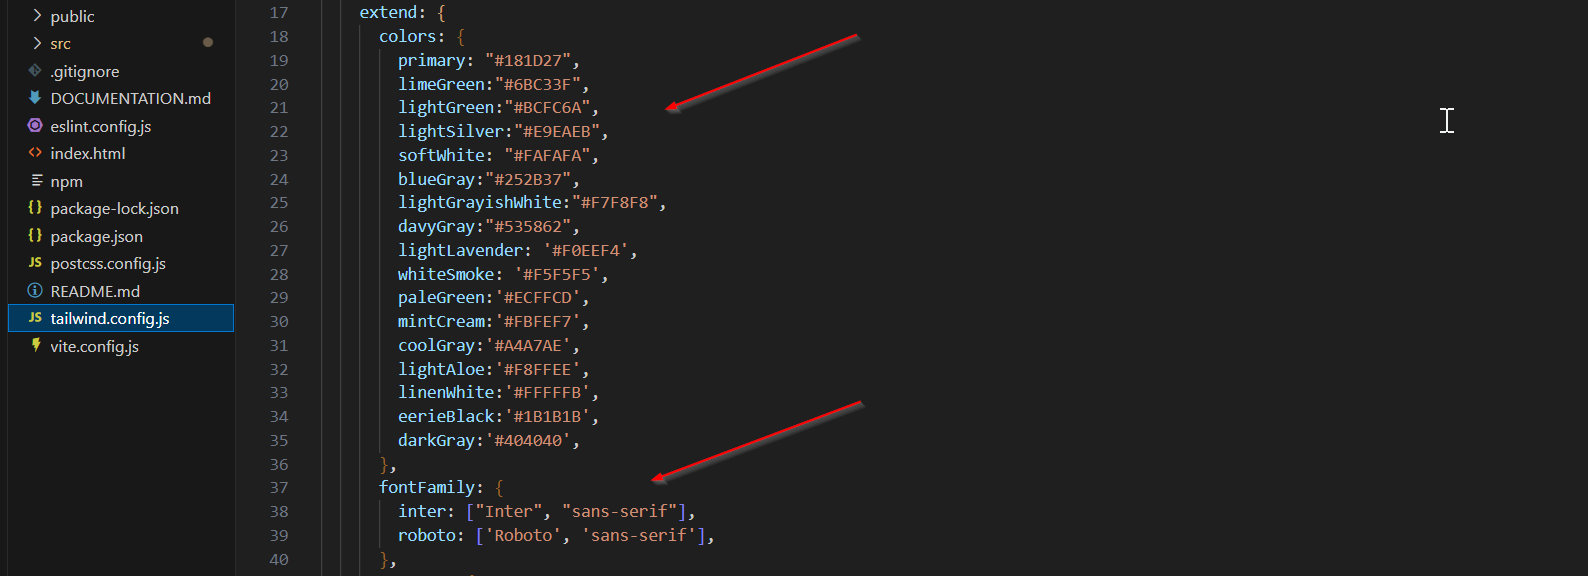 public
src
.gitignore
DOCUMENTATION.md
eslint.config.js
index.html
npm
package-lock.json
package.json
postcss.config.js
README.md
JS tailwind.config.js
vite.config.js
17 extend: {
18 colors: {
19 primary: "#181D27",
20 limeGreen:"#6BC33F",
21 lightGreen:"#BCFC6A",
22 lightSilver:"#E9EAEB",
23 softWhite: "#FAFAFA",
24 blueGray:"#252B37",
25 lightGrayishWhite:"#F7F8F8",
26 davyGray:"#535862",
27 lightLavender: '#F0EEF4',
28 whiteSmoke: '#F5F5F5',
29 paleGreen:'#ECFFCD',
30 mintCream:'#FBFEF7',
31 coolGray:'#A4A7AE',
32 lightAloe:'#F8FFEE',
33 linenWhite:'#FFFFFB',
34 eerieBlack:'#1B1B1B',
35 darkGray:'#404040',
36 },
37 fontFamily: {
38 inter: ["Inter", "sans-serif"],
39 roboto: ['Roboto', 'sans-serif'],
40 },